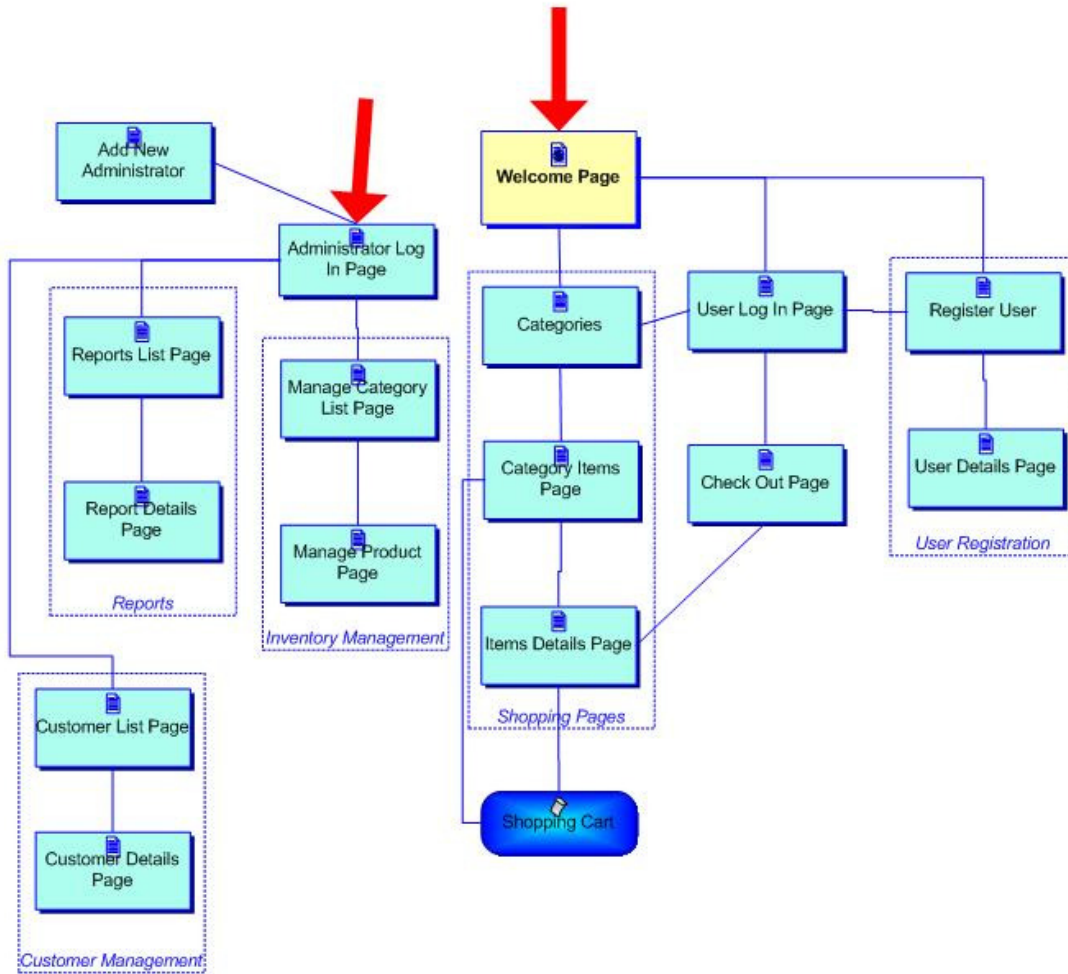 Add New
Administrator
Welcome Page
Administrator Log
In Page
Reports List Page
Report Details
Page
Reports
Manage Category
List Page
Manage Product
Page
Inventory Management
Customer List Page
Customer Details
Page
Customer Management
Categories
Category Items
Page
Items Details Page
Shopping Pages
Shopping Cart
User Log In Page
Check Out Page
Register User
User Details Page
User Registration